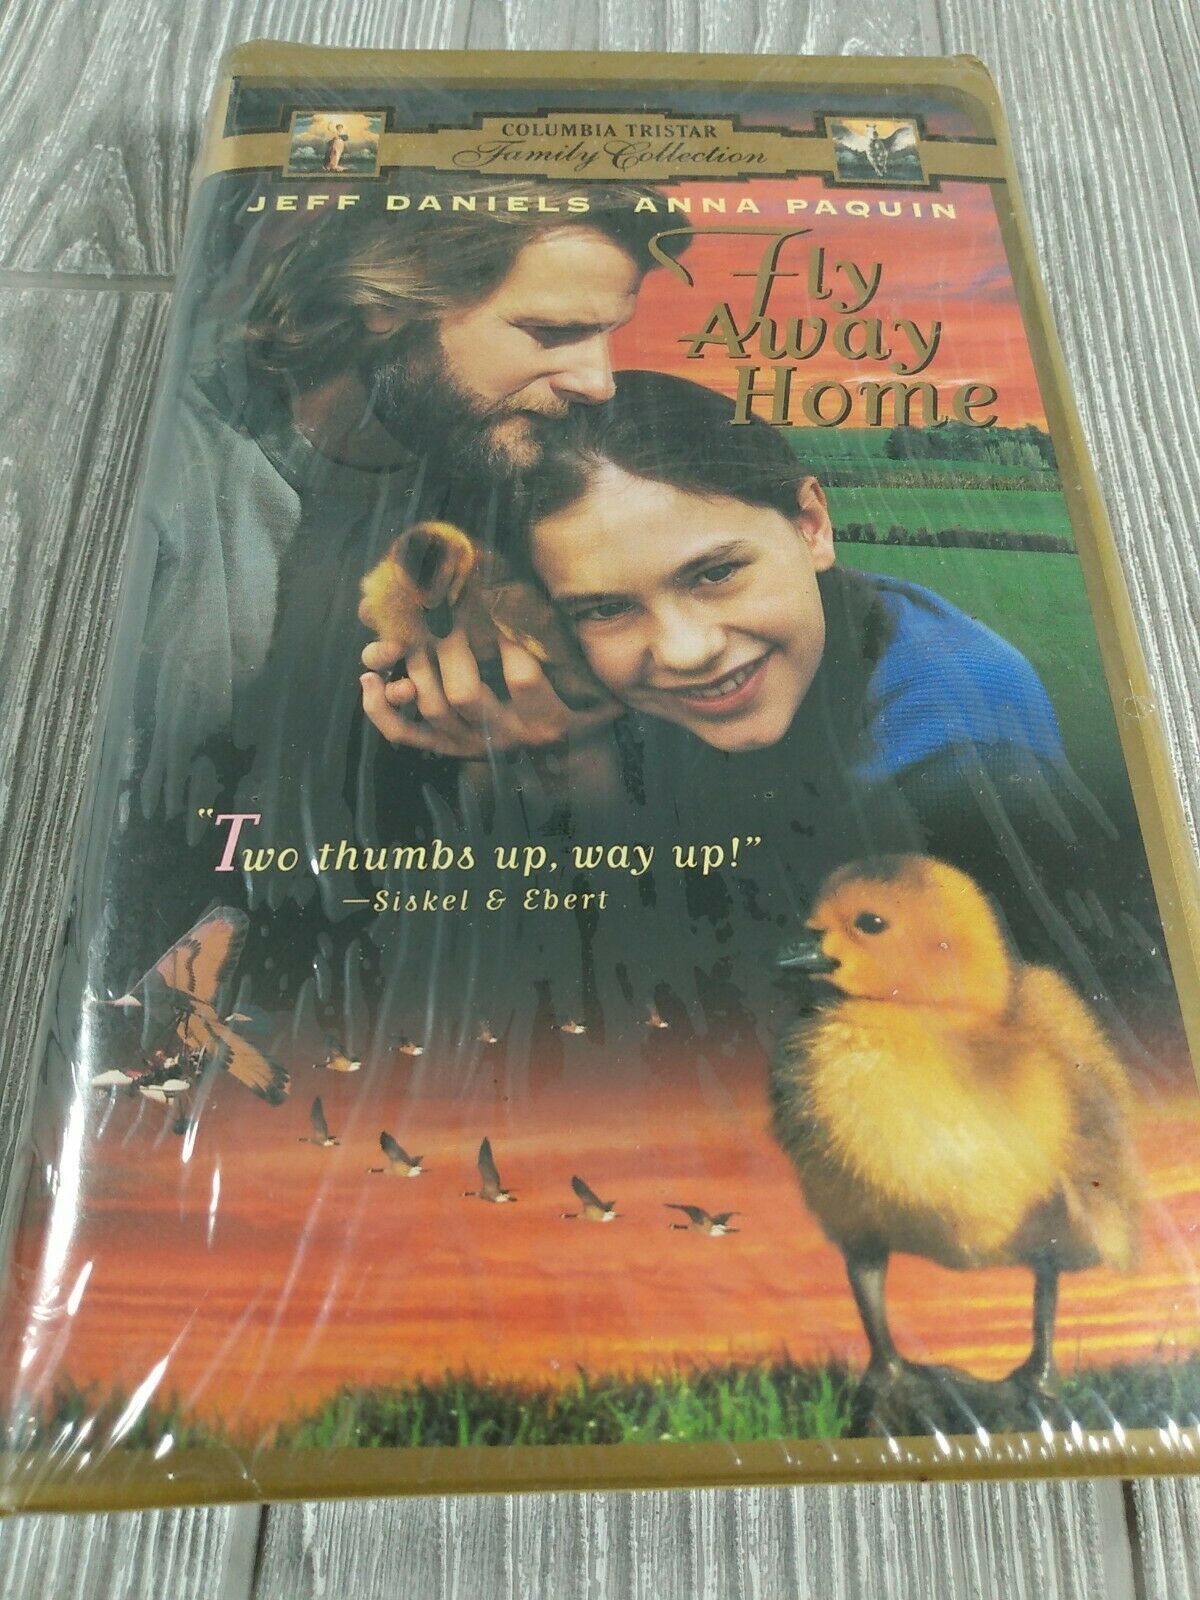 COLUMBIA TRISTAR
Family Collection
JEFF DANIELS ANNA PAQUIN
Fly
Away
Home
"Two thumbs up, way up!"
—Siskel & Ebert